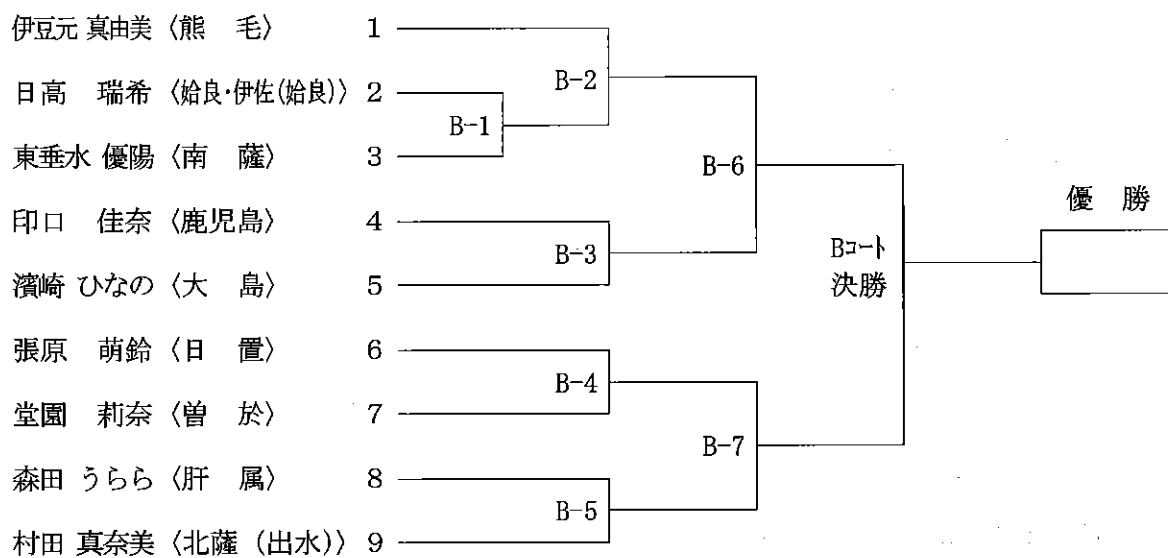 伊豆元 真由美〈熊　毛〉 1
B-2
日高　瑞希〈姶良・伊佐(姶良)〉 2
B-1
東垂水 優陽〈南　薩〉 3
B-6
印口　佳奈〈鹿児島〉 4
優　勝
B-3
Bコート
決勝
濱崎 ひなの〈大　島〉 5
張原　萌鈴〈日　置〉 6
B-4
堂園　莉奈〈曽　於〉 7
B-7
森田 うらら〈肝　属〉 8
B-5
村田 真奈美〈北薩（出水）〉 9